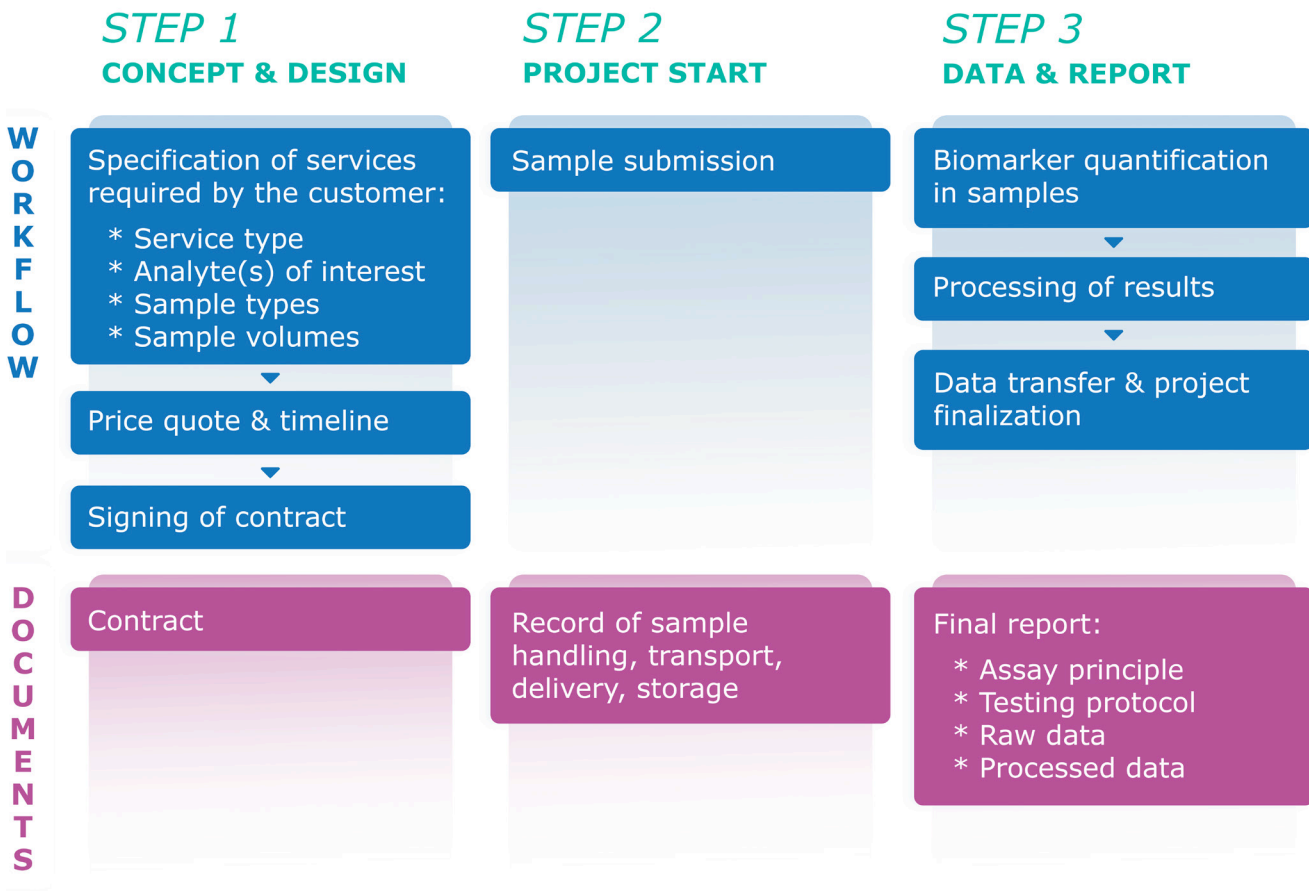 STEP 1
CONCEPT & DESIGN
STEP 2
PROJECT START
STEP 3
DATA & REPORT
WORKFLOW
Specification of services
required by the customer:
* Service type
* Analyte(s) of interest
* Sample types
* Sample volumes
Price quote & timeline
Signing of contract
Sample submission
Biomarker quantification
in samples
Processing of results
Data transfer & project
finalization
DOCUMENTS
Contract
Record of sample
handling, transport,
delivery, storage
Final report:
* Assay principle
* Testing protocol
* Raw data
* Processed data